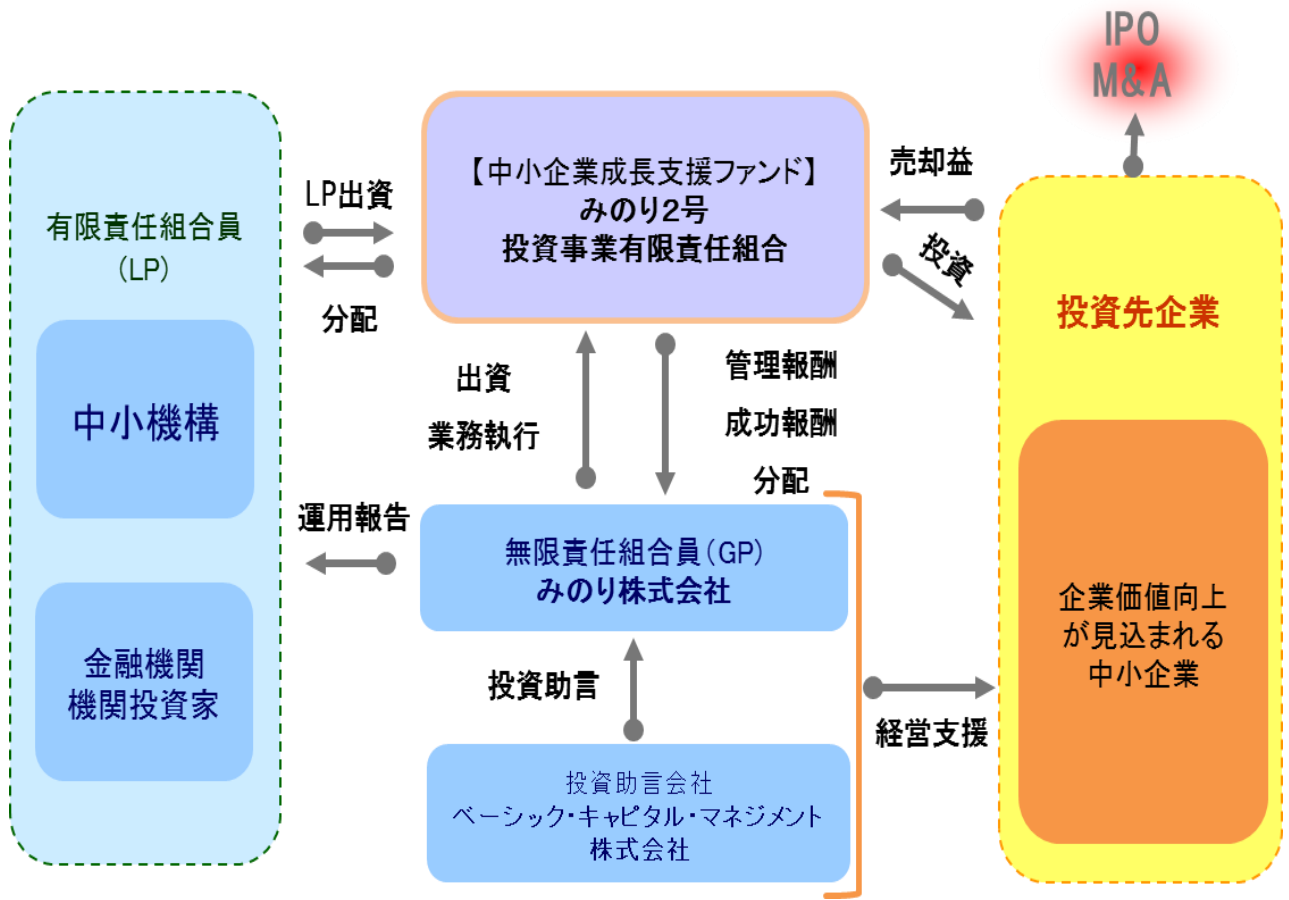 IPO
M&A
【中小企業成長支援ファンド】
みのり2号
投資事業有限責任組合
LP出資
分配
売却益
投資
有限責任組合員
(LP)
中小機構
金融機関
機関投資家
投資先企業
企業価値向上
が見込まれる
中小企業
出資
業務執行
管理報酬
成功報酬
分配
運用報告
無限責任組合員(GP)
みのり株式会社
投資助言
経営支援
投資助言会社
ベーシック・キャピタル・マネジメント
株式会社